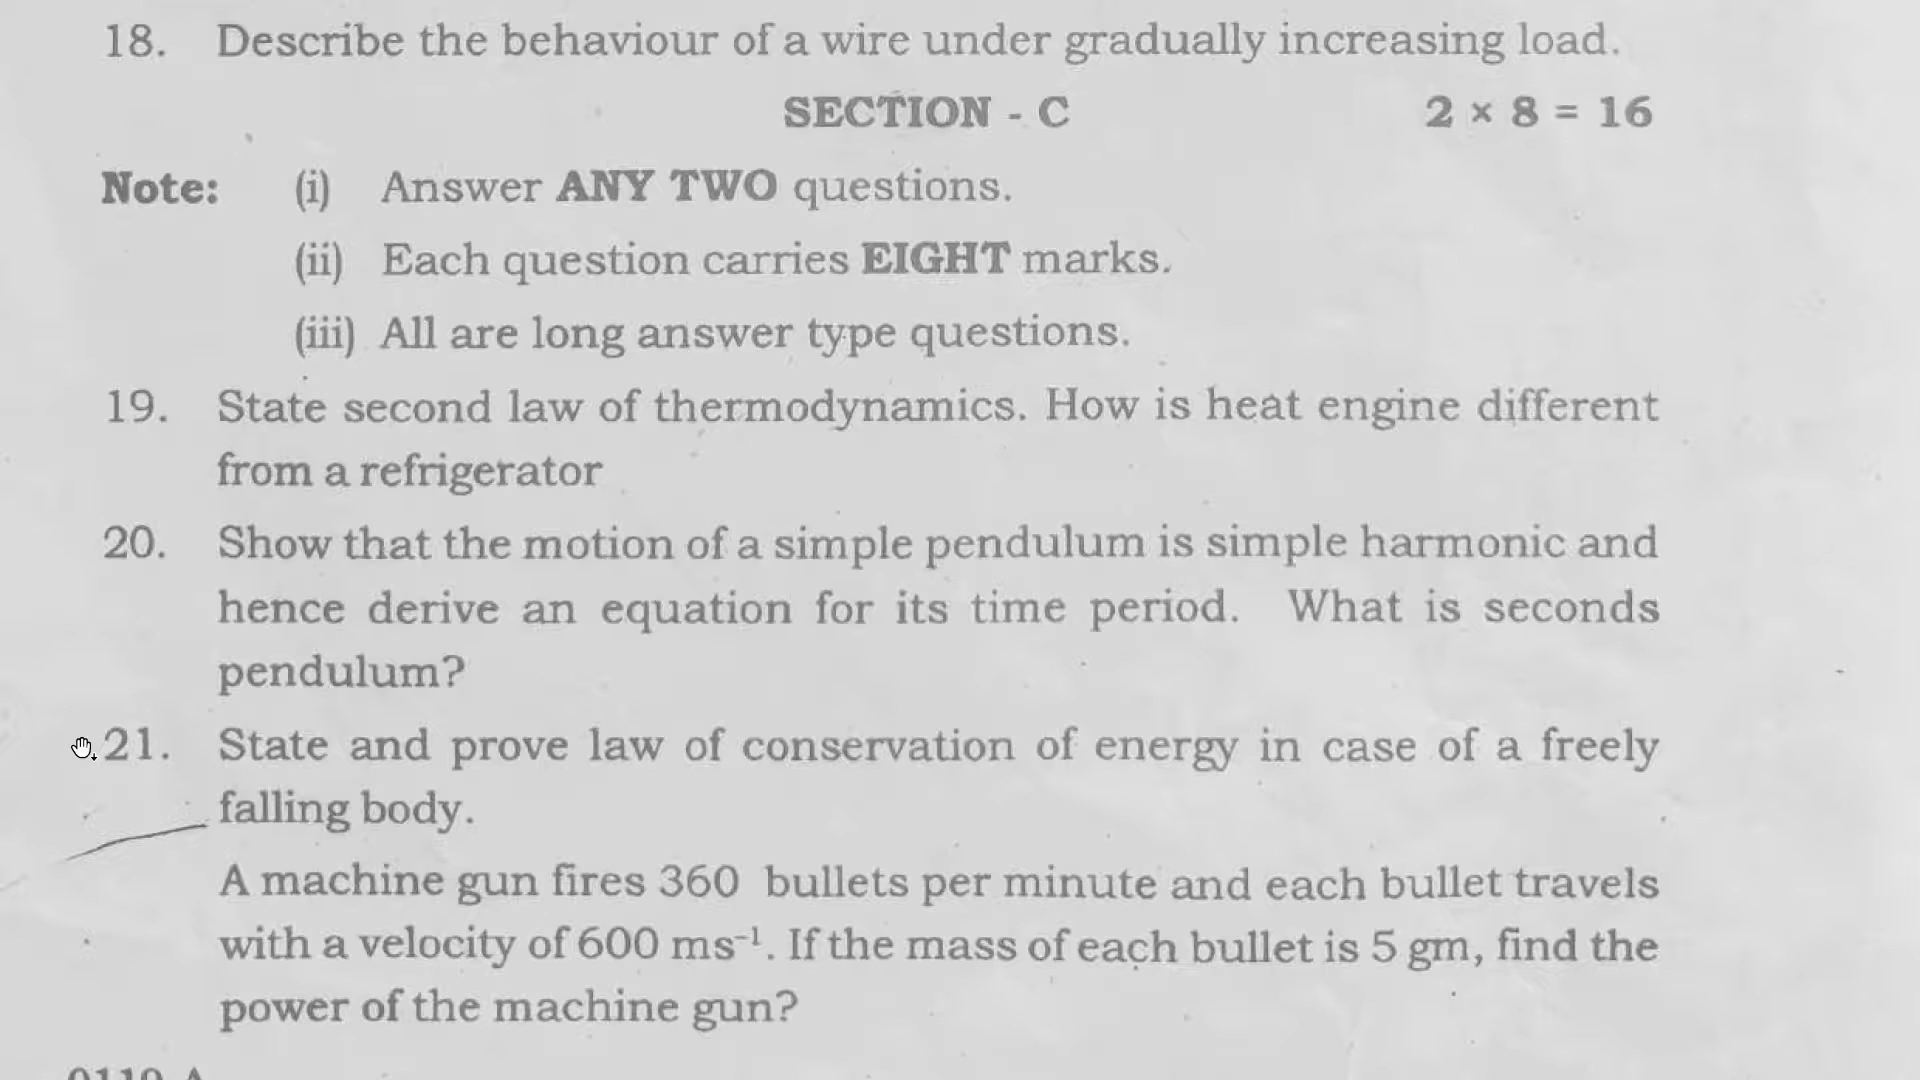 18. Describe the behaviour of a wire under gradually increasing load.
SECTION - C 2 × 8 = 16
Note: (i) Answer ANY TWO questions.
(ii) Each question carries EIGHT marks.
(iii) All are long answer type questions.
19. State second law of thermodynamics. How is heat engine different
from a refrigerator
20. Show that the motion of a simple pendulum is simple harmonic and
hence derive an equation for its time period. What is seconds
pendulum?
21. State and prove law of conservation of energy in case of a freely
falling body.
A machine gun fires 360 bullets per minute and each bullet travels
with a velocity of 600 ms⁻¹. If the mass of each bullet is 5 gm, find the
power of the machine gun?